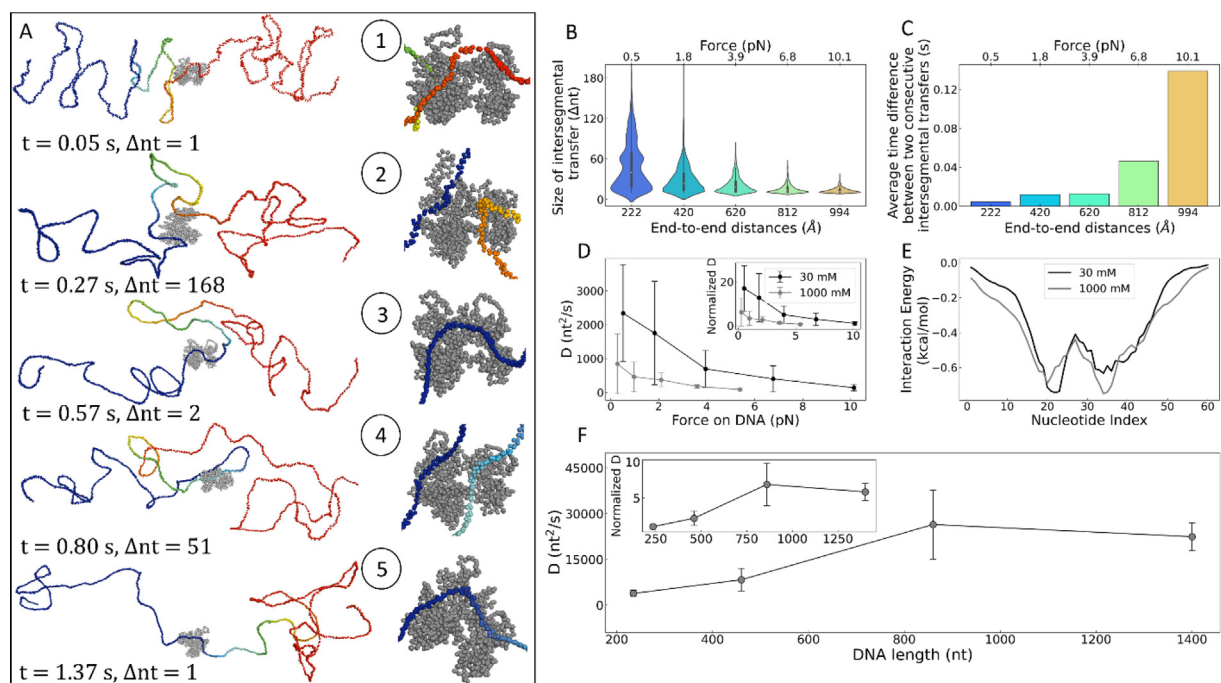 A
1
t = 0.05 s, Δnt = 1
2
t = 0.27 s, Δnt = 168
3
t = 0.57 s, Δnt = 2
4
t = 0.80 s, Δnt = 51
5
t = 1.37 s, Δnt = 1
B
Force (pN)
0.5 1.8 3.9 6.8 10.1
Size of intersegmental
transfer (Δnt)
180
120
60
0
222 420 620 812 994
End-to-end distances (Å)
C
Force (pN)
0.5 1.8 3.9 6.8 10.1
Average time difference
between two consecutive
intersegmental transfers (s)
0.12
0.08
0.04
0.00
222 420 620 812 994
End-to-end distances (Å)
D
D (nt²/s)
3000
2000
1000
0
0 2 4 6 8 10
Force on DNA (pN)
Normalized D
20
0
0 5 10
30 mM
1000 mM
E
Interaction Energy
(kcal/mol)
0.0
−0.2
−0.4
−0.6
0 10 20 30 40 50 60
Nucleotide Index
30 mM
1000 mM
F
D (nt²/s)
45000
30000
15000
0
200 400 600 800 1000 1200 1400
DNA length (nt)
Normalized D
10
5
250 500 750 1000 1250